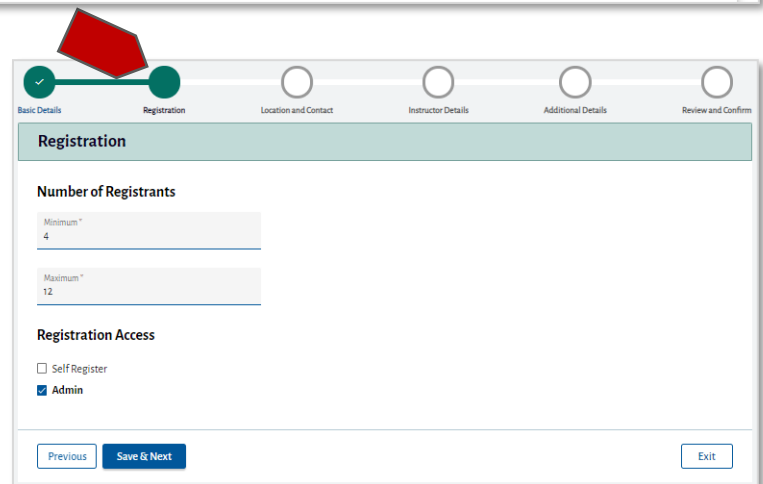 Basic Details Registration Location and Contact Instructor Details Additional Details Review and Confirm
Registration
Number of Registrants
Minimum *
4
Maximum *
12
Registration Access
Self Register
Admin
Previous Save & Next Exit